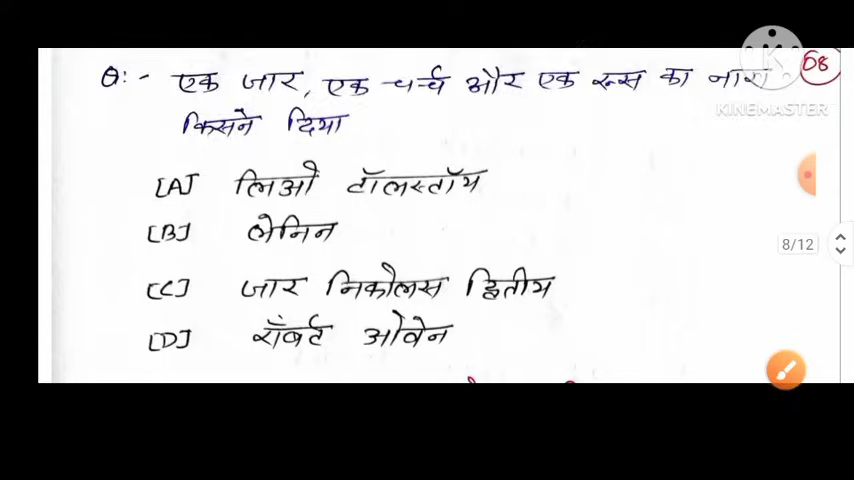 Q:- एक जार, एक चर्च और एक रूस का नारा
08
KINEMASTER
किसने दिया
[A] लिओ टॉलस्टॉय
[B] लेनिन
8/12
[C] जार निकोलस द्वितीय
[D] रॉबर्ट ओवेन